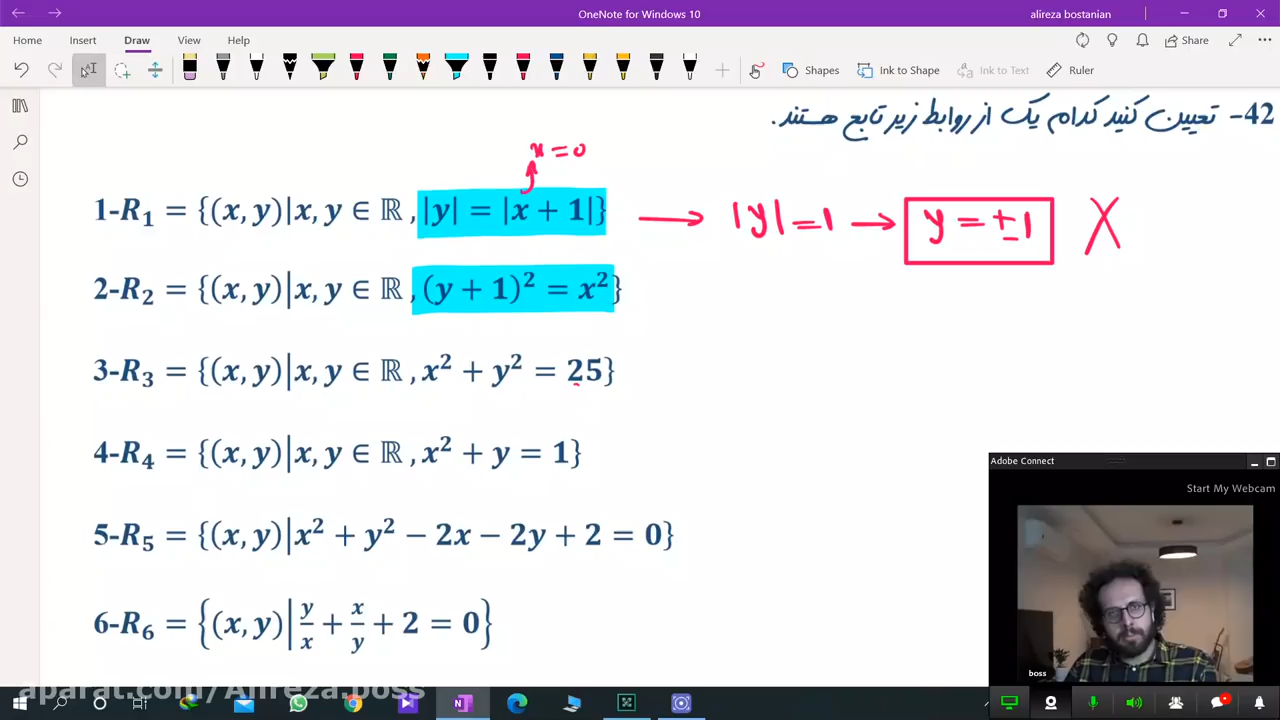 OneNote for Windows 10
alireza bostanian
Home Insert Draw View Help
Share
Shapes Ink to Shape Ink to Text Ruler
42- تعیین کنید کدام یک از روابط زیر تابع هستند.
x = 0
1-R₁ = {(x, y)|x, y ∈ ℝ , |y| = |x + 1|} → |y| = 1 → y = ±1 X
2-R₂ = {(x, y)|x, y ∈ ℝ , (y + 1)² = x²}
3-R₃ = {(x, y)|x, y ∈ ℝ , x² + y² = 25}
4-R₄ = {(x, y)|x, y ∈ ℝ , x² + y = 1}
5-R₅ = {(x, y)|x² + y² − 2x − 2y + 2 = 0}
6-R₆ = {(x, y)|y/x + x/y + 2 = 0}
Adobe Connect
Start My Webcam
boss
aparat.com/Alireza.boss